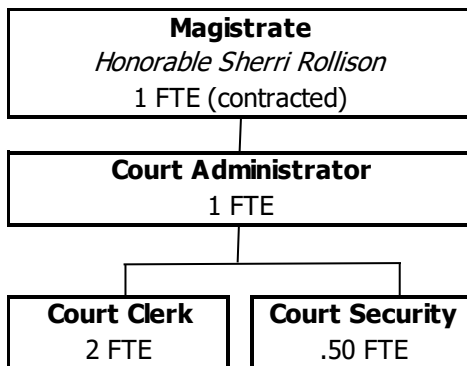 Magistrate
Honorable Sherri Rollison
1 FTE (contracted)
Court Administrator
1 FTE
Court Clerk
2 FTE
Court Security
.50 FTE